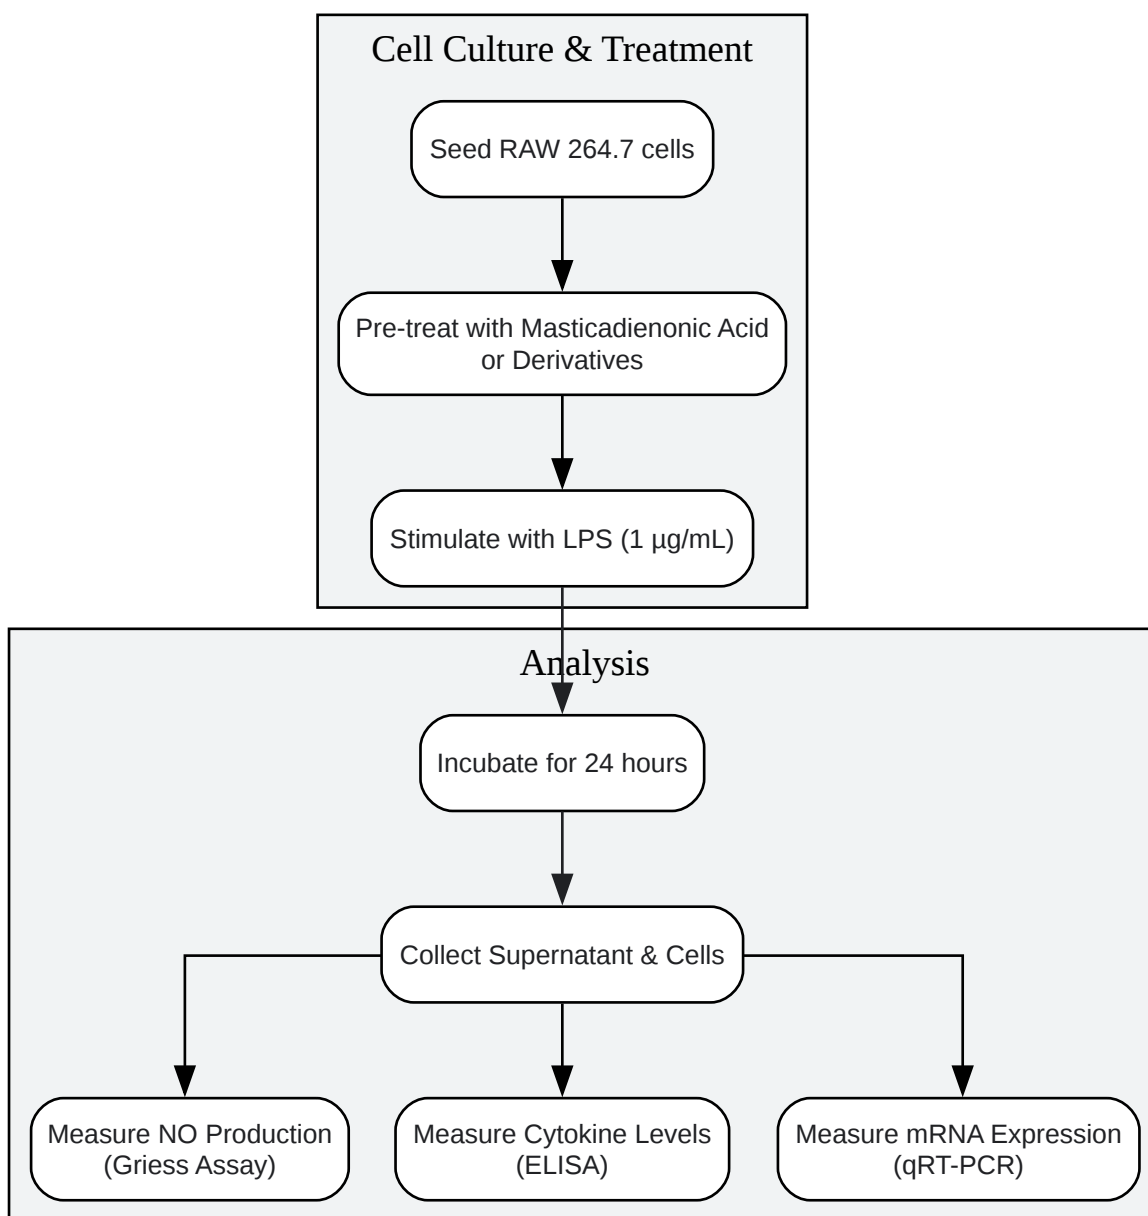 Cell Culture & Treatment
Seed RAW 264.7 cells
Pre-treat with Masticadienonic Acid
or Derivatives
Stimulate with LPS (1 µg/mL)
Analysis
Incubate for 24 hours
Collect Supernatant & Cells
Measure NO Production
(Griess Assay)
Measure Cytokine Levels
(ELISA)
Measure mRNA Expression
(qRT-PCR)